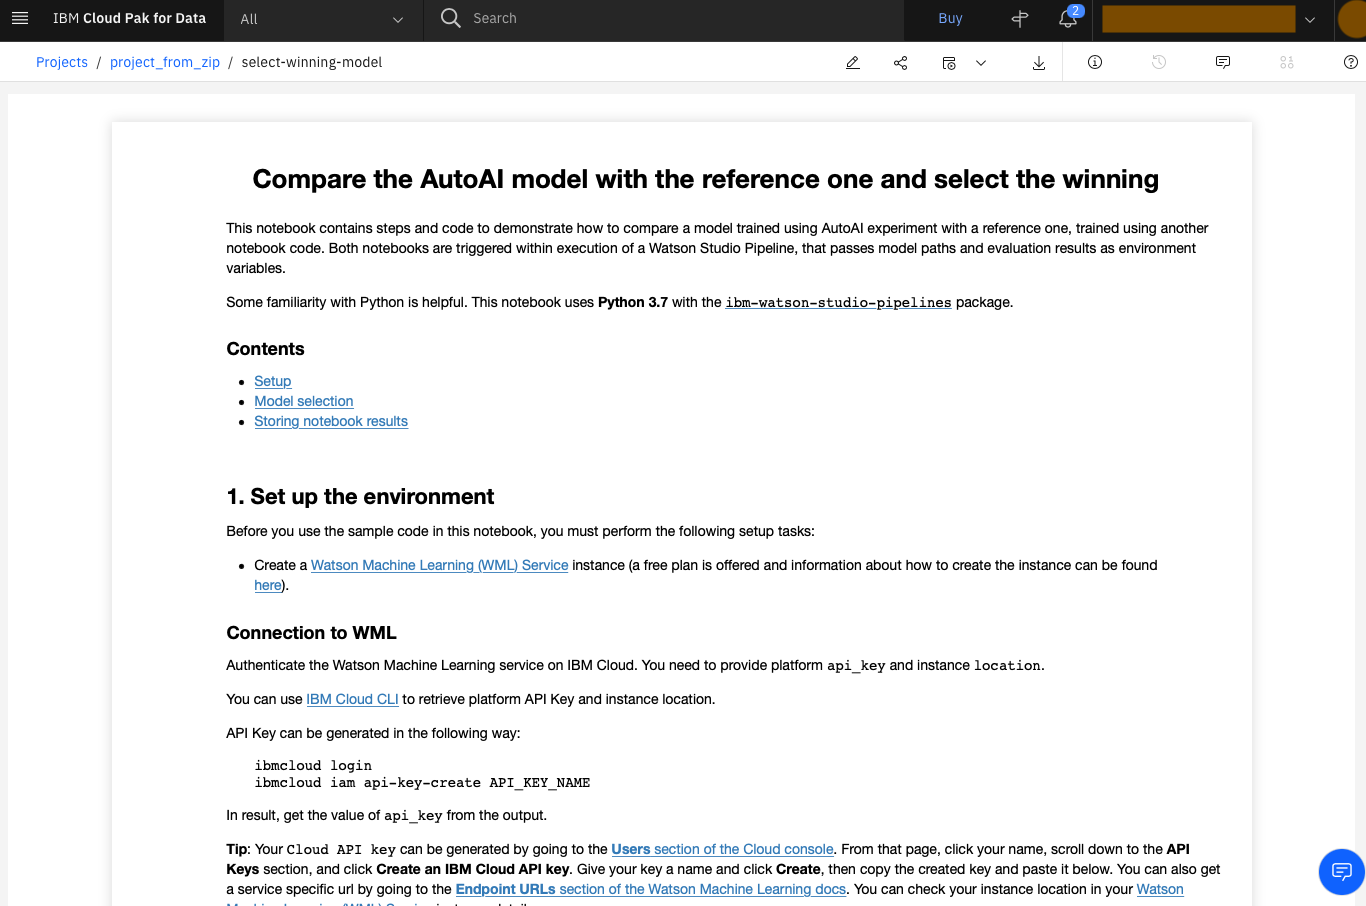 IBM Cloud Pak for Data
All
Search
Buy
2
Projects / project_from_zip / select-winning-model
Compare the AutoAI model with the reference one and select the winning
This notebook contains steps and code to demonstrate how to compare a model trained using AutoAI experiment with a reference one, trained using another
notebook code. Both notebooks are triggered within execution of a Watson Studio Pipeline, that passes model paths and evaluation results as environment
variables.
Some familiarity with Python is helpful. This notebook uses Python 3.7 with the ibm-watson-studio-pipelines package.
Contents
Setup
Model selection
Storing notebook results
1. Set up the environment
Before you use the sample code in this notebook, you must perform the following setup tasks:
Create a Watson Machine Learning (WML) Service instance (a free plan is offered and information about how to create the instance can be found
here).
Connection to WML
Authenticate the Watson Machine Learning service on IBM Cloud. You need to provide platform api_key and instance location.
You can use IBM Cloud CLI to retrieve platform API Key and instance location.
API Key can be generated in the following way:
ibmcloud login
ibmcloud iam api-key-create API_KEY_NAME
In result, get the value of api_key from the output.
Tip: Your Cloud API key can be generated by going to the Users section of the Cloud console. From that page, click your name, scroll down to the API
Keys section, and click Create an IBM Cloud API key. Give your key a name and click Create, then copy the created key and paste it below. You can also get
a service specific url by going to the Endpoint URLs section of the Watson Machine Learning docs. You can check your instance location in your Watson